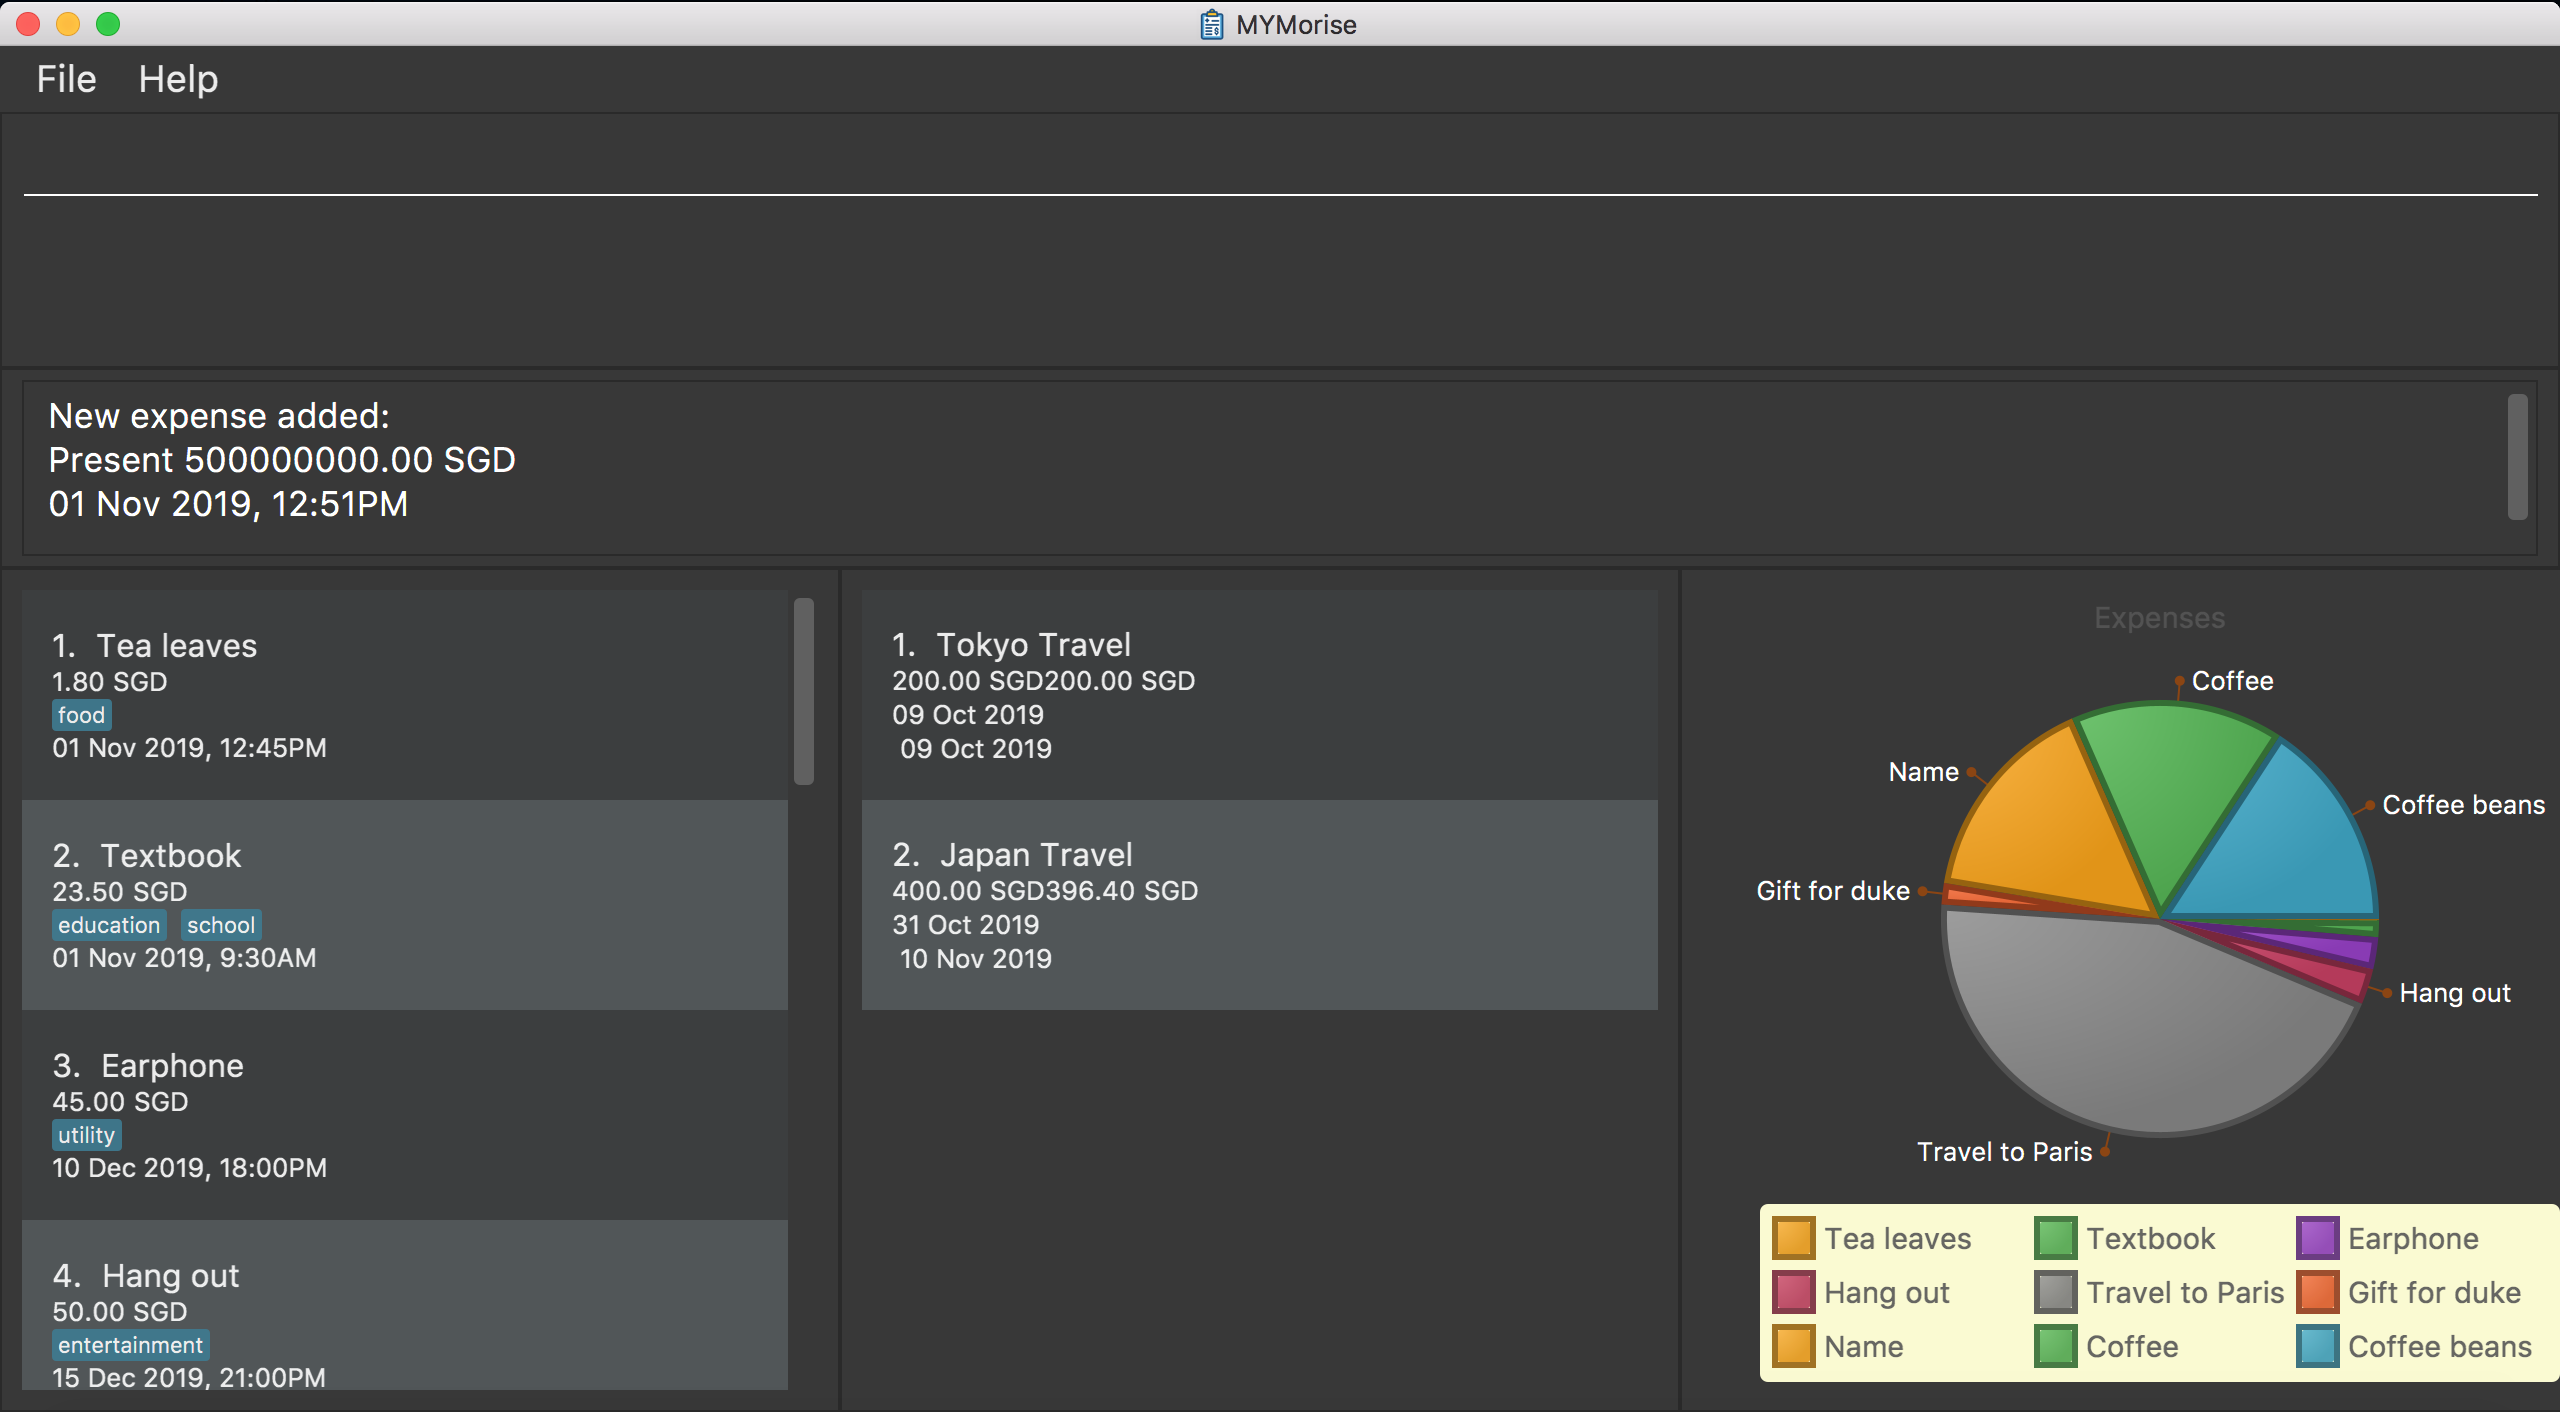 MYMorise
File Help
New expense added:
Present 500000000.00 SGD
01 Nov 2019, 12:51PM
1. Tea leaves
1.80 SGD
food
01 Nov 2019, 12:45PM
2. Textbook
23.50 SGD
education school
01 Nov 2019, 9:30AM
3. Earphone
45.00 SGD
utility
10 Dec 2019, 18:00PM
4. Hang out
50.00 SGD
entertainment
15 Dec 2019, 21:00PM
1. Tokyo Travel
200.00 SGD200.00 SGD
09 Oct 2019
09 Oct 2019
2. Japan Travel
400.00 SGD396.40 SGD
31 Oct 2019
10 Nov 2019
Expenses
Coffee
Name
Coffee beans
Gift for duke
Hang out
Travel to Paris
Tea leaves Textbook Earphone
Hang out Travel to Paris Gift for duke
Name Coffee Coffee beans